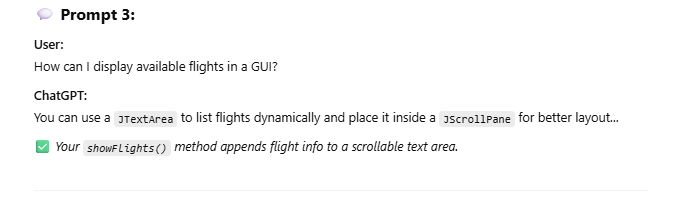 💬 Prompt 3:
User:
How can I display available flights in a GUI?
ChatGPT:
You can use a JTextArea to list flights dynamically and place it inside a JScrollPane for better layout...
✅ Your showFlights() method appends flight info to a scrollable text area.